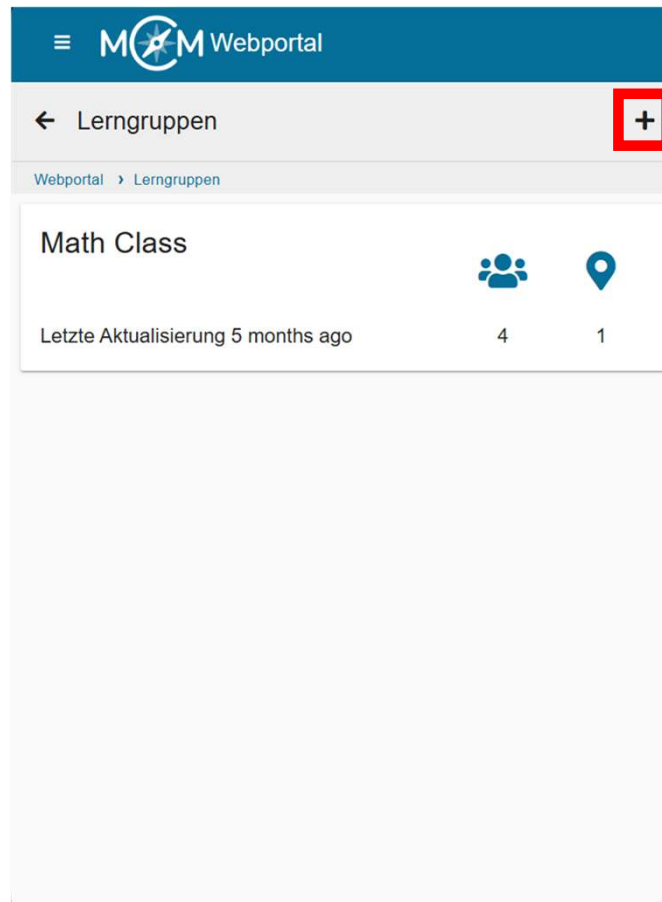 MCM Webportal
Lerngruppen
Webportal › Lerngruppen
Math Class
Letzte Aktualisierung 5 months ago
4
1